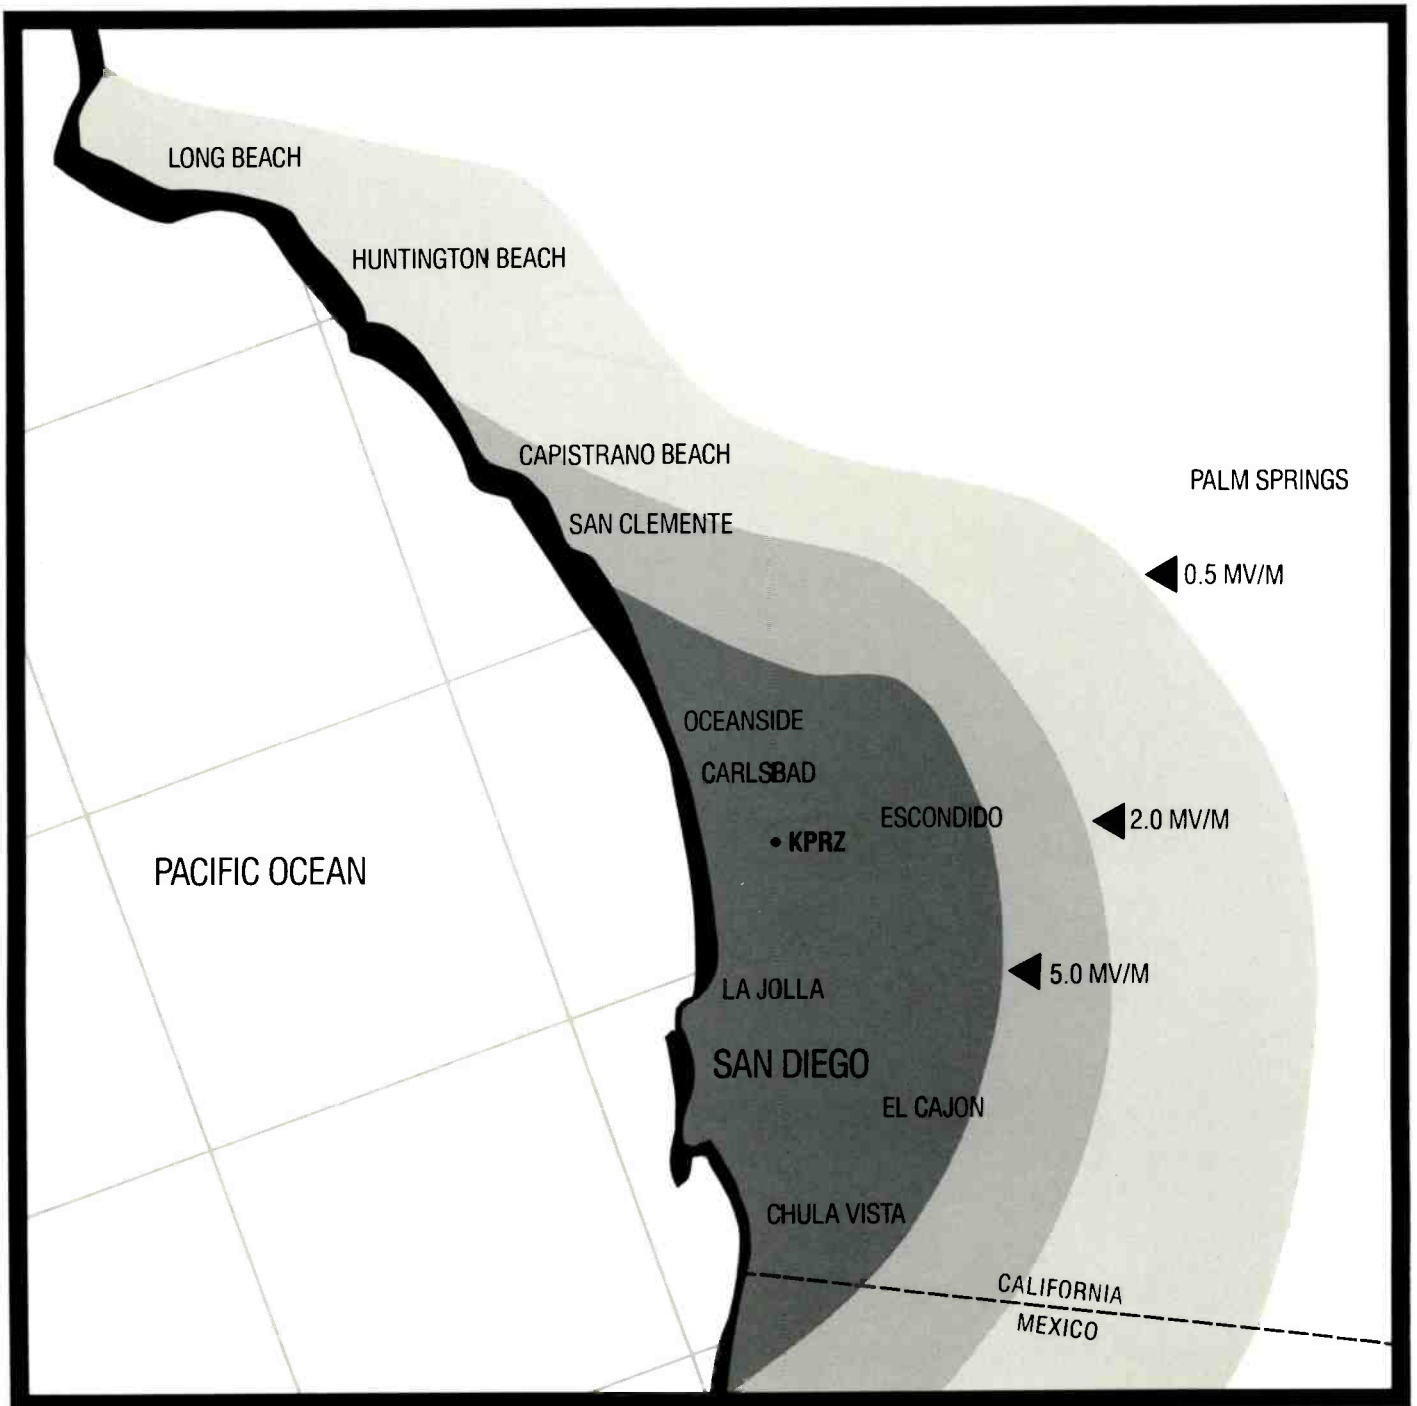 LONG BEACH
HUNTINGTON BEACH
CAPISTRANO BEACH
PALM SPRINGS
SAN CLEMENTE
0.5 MV/M
OCEANSIDE
CARLSBAD
ESCONDIDO
2.0 MV/M
KPRZ
PACIFIC OCEAN
5.0 MV/M
LA JOLLA
SAN DIEGO
EL CAJON
CHULA VISTA
CALIFORNIA
MEXICO